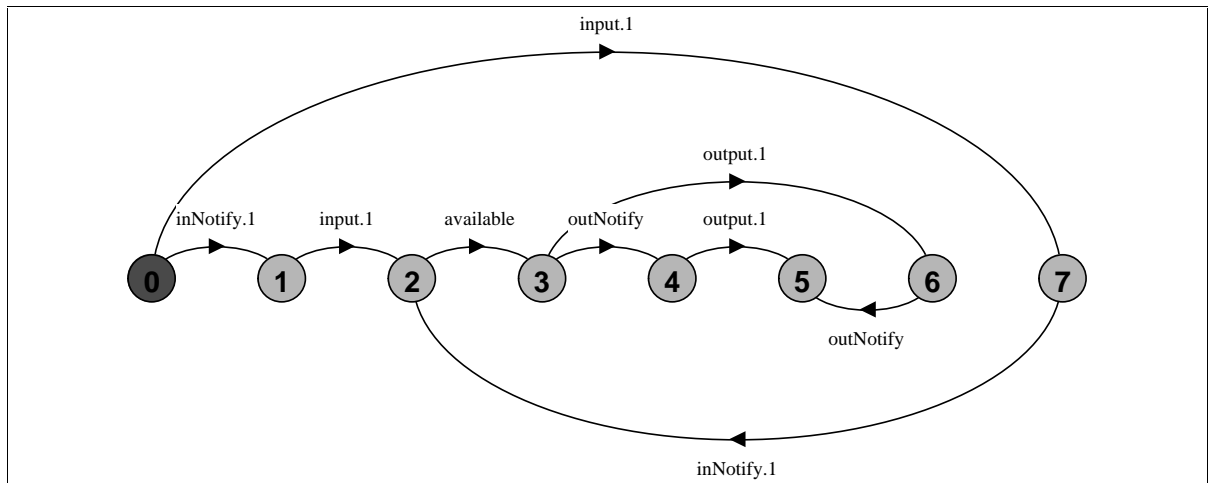 input.1
output.1
inNotify.1 input.1 available outNotify output.1
0 1 2 3 4 5 6 7
outNotify
inNotify.1